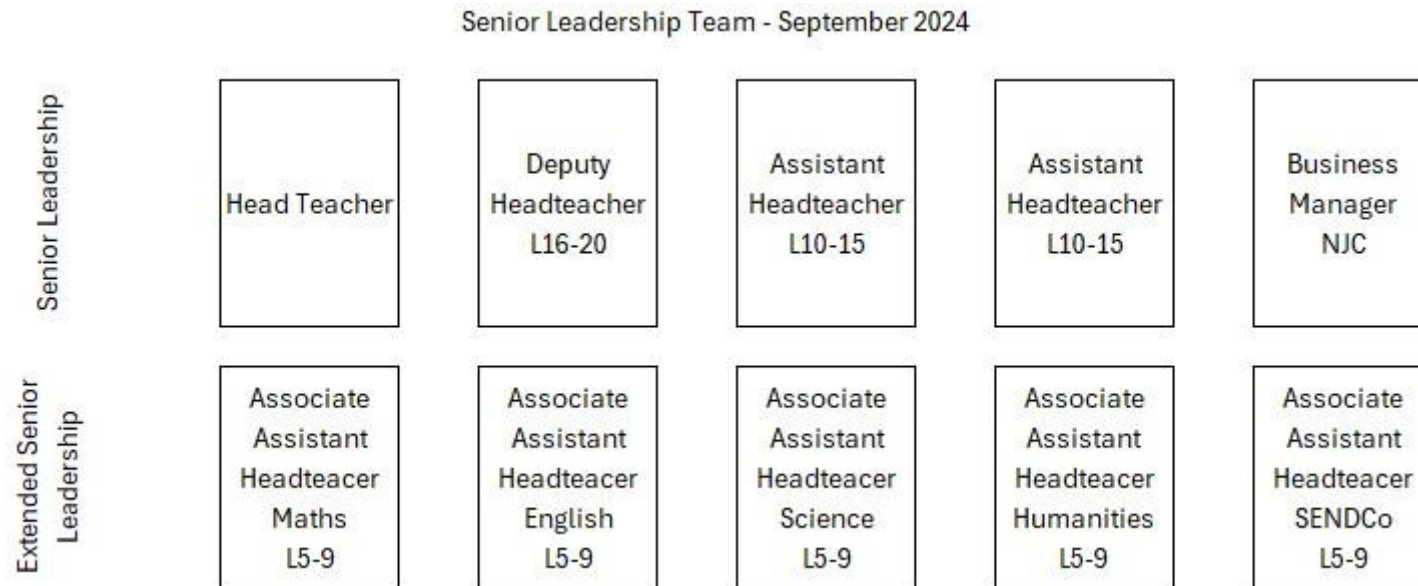 Senior Leadership Team - September 2024
Senior Leadership
Head Teacher
Deputy
Headteacher
L16-20
Assistant
Headteacher
L10-15
Assistant
Headteacher
L10-15
Business
Manager
NJC
Extended Senior
Leadership
Associate
Assistant
Headteacer
Maths
L5-9
Associate
Assistant
Headteacer
English
L5-9
Associate
Assistant
Headteacer
Science
L5-9
Associate
Assistant
Headteacer
Humanities
L5-9
Associate
Assistant
Headteacer
SENDCo
L5-9